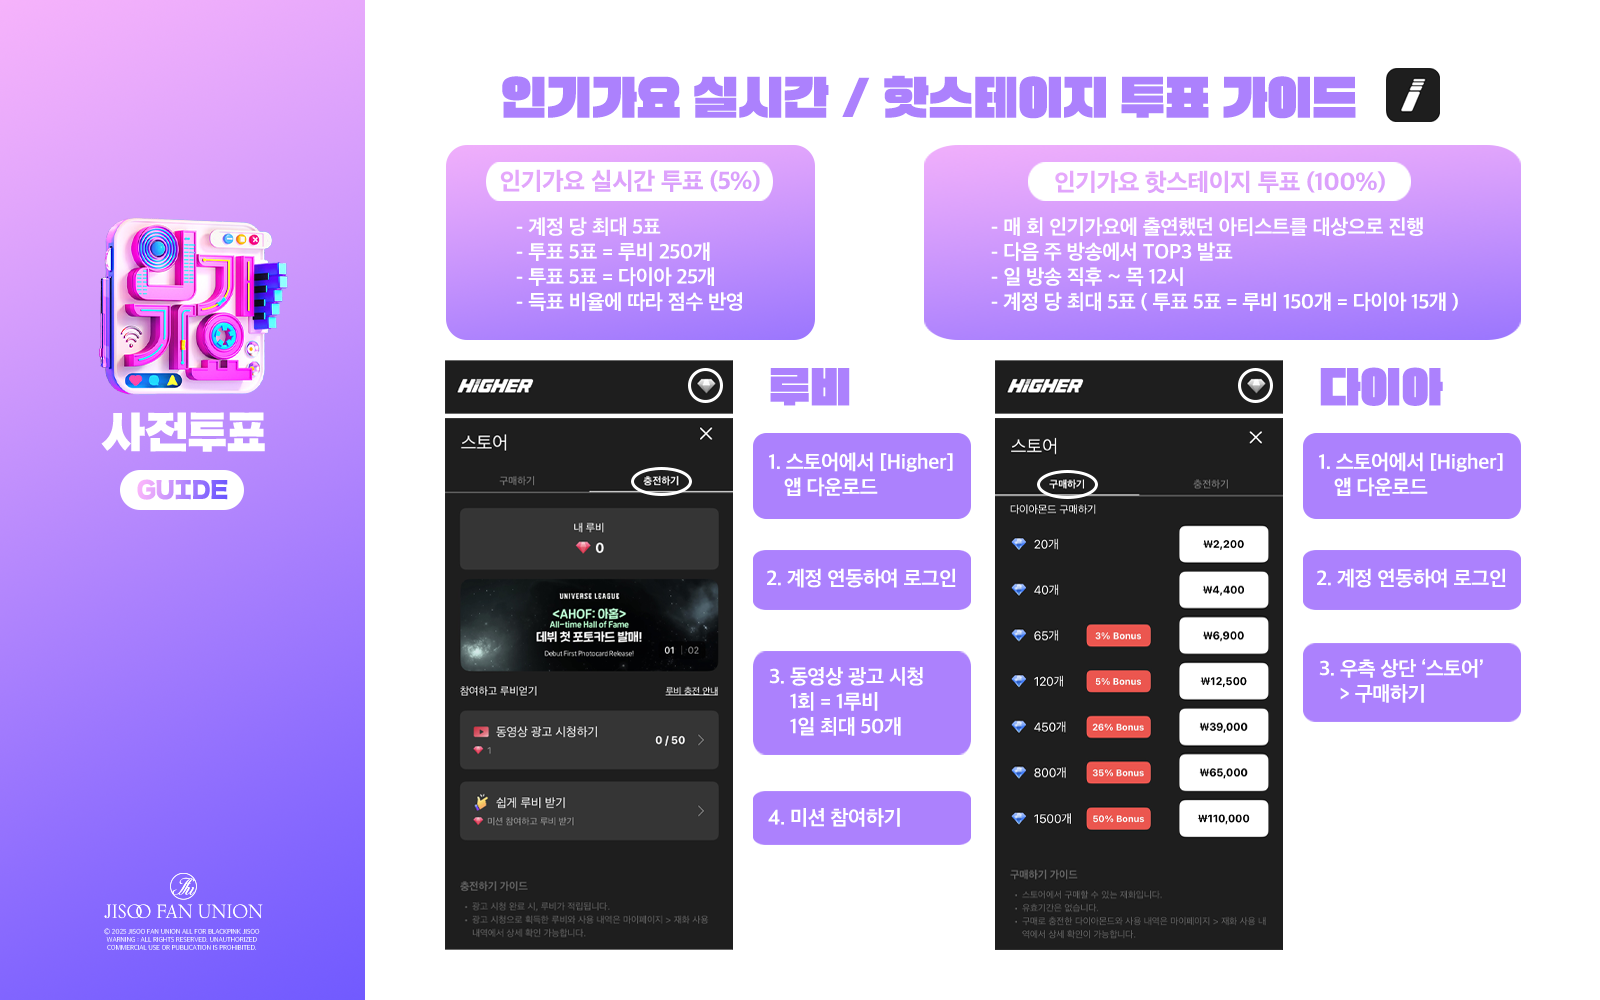 인기가요
사전투표
GUIDE
JISOO FAN UNION
© 2025 JISOO FAN UNION ALL FOR BLACKPINK JISOO
WARNING : ALL RIGHTS RESERVED. UNAUTHORIZED
COMMERCIAL USE OR PUBLICATION IS PROHIBITED.
인기가요 실시간 / 핫스테이지 투표 가이드
인기가요 실시간 투표 (5%)
- 계정 당 최대 5표
- 투표 5표 = 루비 250개
- 투표 5표 = 다이아 25개
- 득표 비율에 따라 점수 반영
인기가요 핫스테이지 투표 (100%)
- 매 회 인기가요에 출연했던 아티스트를 대상으로 진행
- 다음 주 방송에서 TOP3 발표
- 일 방송 직후 ~ 목 12시
- 계정 당 최대 5표 ( 투표 5표 = 루비 150개 = 다이아 15개 )
HiGHER
스토어
구매하기
충전하기
내 루비
0
UNIVERSE LEAGUE
<AHOF: 아홉>
All-time Hall of Fame
데뷔 첫 포토카드 발매!
Debut First Photocard Release!
01 | 02
참여하고 루비얻기
루비 충전 안내
동영상 광고 시청하기
1
0 / 50
쉽게 루비 받기
미션 참여하고 루비 받기
충전하기 가이드
• 광고 시청 완료 시, 루비가 적립됩니다.
• 광고 시청으로 획득한 루비와 사용 내역은 마이페이지 > 재화 사용
내역에서 상세 확인 가능합니다.
루비
1. 스토어에서 [Higher]
앱 다운로드
2. 계정 연동하여 로그인
3. 동영상 광고 시청
1회 = 1루비
1일 최대 50개
4. 미션 참여하기
HiGHER
스토어
구매하기
충전하기
다이아몬드 구매하기
20개
₩2,200
40개
₩4,400
65개
3% Bonus
₩6,900
120개
5% Bonus
₩12,500
450개
26% Bonus
₩39,000
800개
35% Bonus
₩65,000
1500개
50% Bonus
₩110,000
구매하기 가이드
• 스토어에서 구매할 수 있는 재화입니다.
• 유효기간은 없습니다.
• 구매로 충전한 다이아몬드와 사용 내역은 마이페이지 > 재화 사용 내
역에서 상세 확인이 가능합니다.
다이아
1. 스토어에서 [Higher]
앱 다운로드
2. 계정 연동하여 로그인
3. 우측 상단 ‘스토어’
> 구매하기